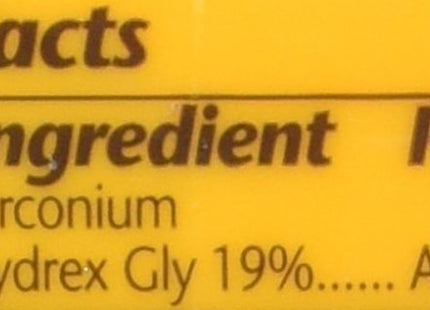 acts
ngredient
rconium
ydrex Gly 19%...... A